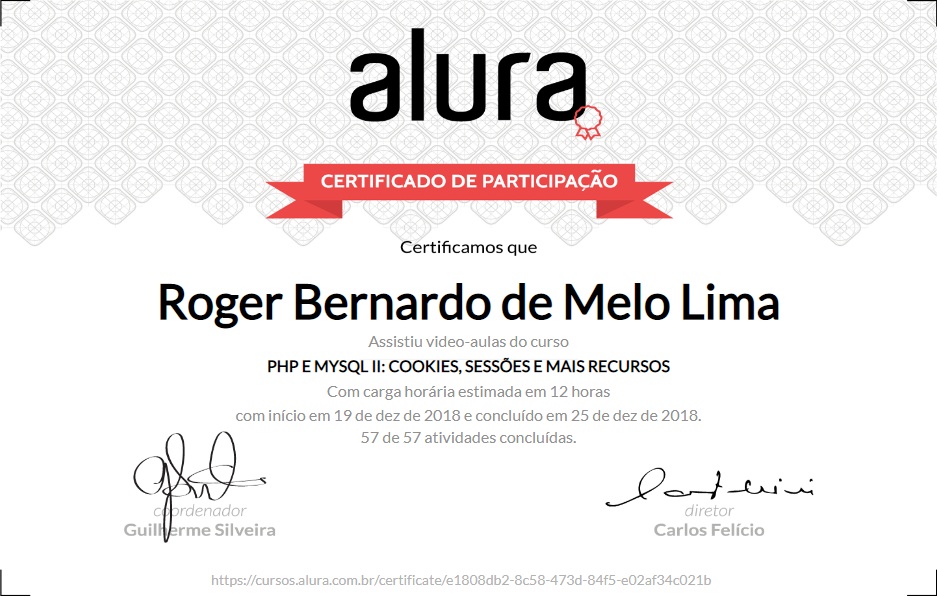 alura
CERTIFICADO DE PARTICIPAÇÃO
Certificamos que
Roger Bernardo de Melo Lima
Assistiu video-aulas do curso
PHP E MYSQL II: COOKIES, SESSÕES E MAIS RECURSOS
Com carga horária estimada em 12 horas
com início em 19 de dez de 2018 e concluído em 25 de dez de 2018.
57 de 57 atividades concluídas.
coordenador
Guilherme Silveira
diretor
Carlos Felício
https://cursos.alura.com.br/certificate/e1808db2-8c58-473d-84f5-e02af34c021b